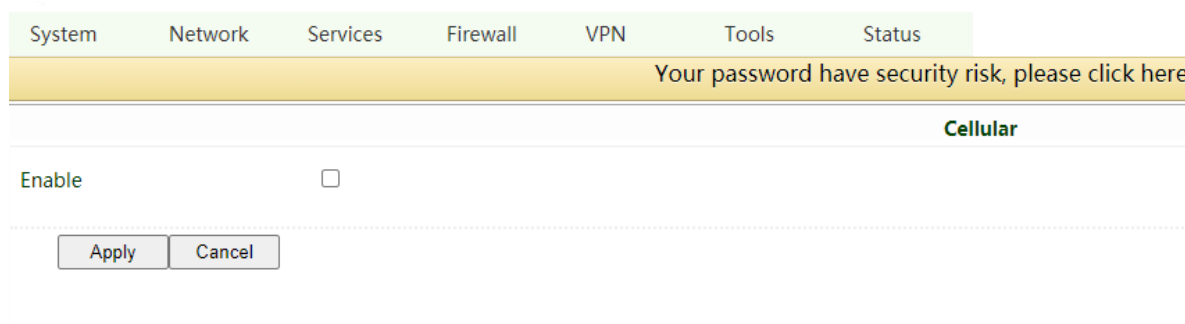 System Network Services Firewall VPN Tools Status
Your password have security risk, please click here
Cellular
Enable
Apply Cancel